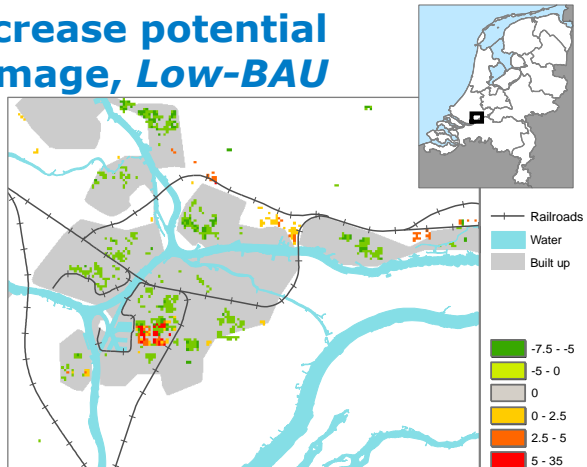 crease potential
mage, Low-BAU
Railroads
Water
Built up
-7.5 - -5
-5 - 0
0
0 - 2.5
2.5 - 5
5 - 35